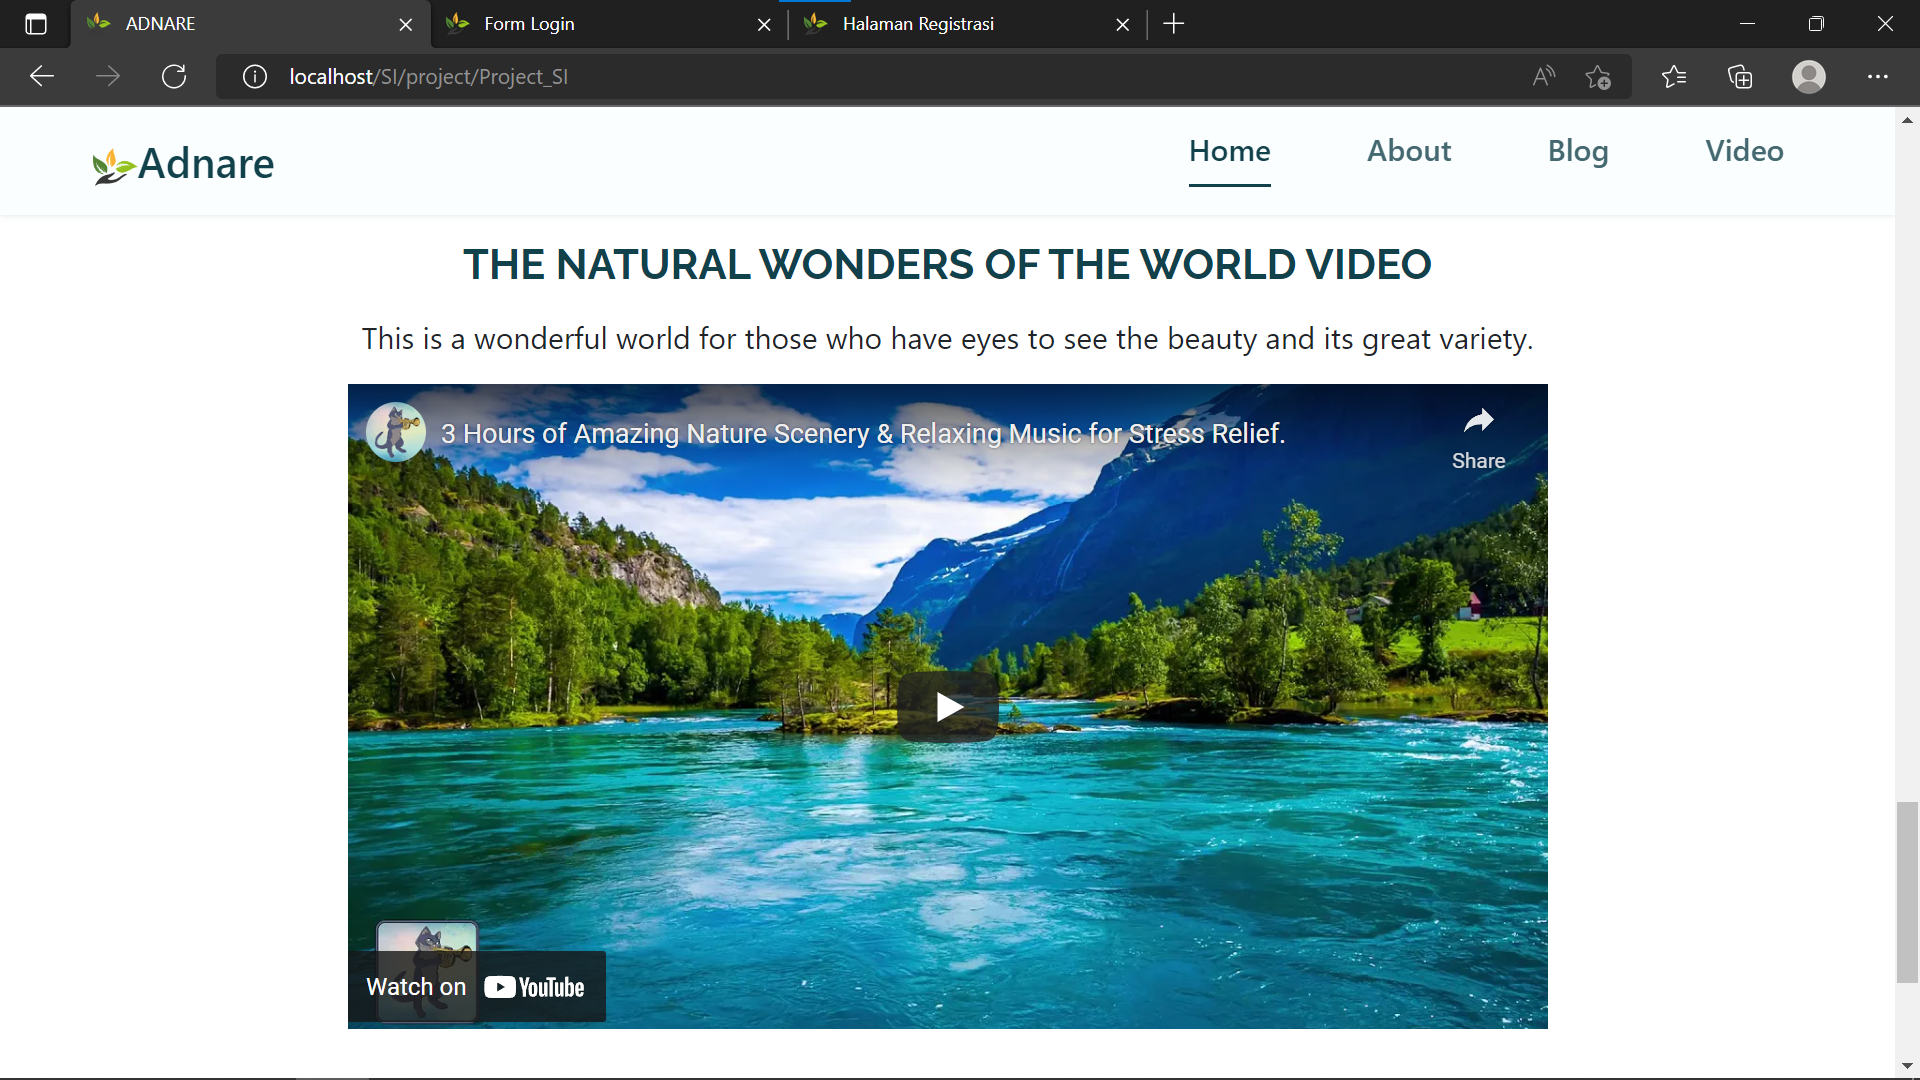 ADNARE
Form Login
Halaman Registrasi
localhost/SI/project/Project_SI
Adnare
Home
About
Blog
Video
THE NATURAL WONDERS OF THE WORLD VIDEO
This is a wonderful world for those who have eyes to see the beauty and its great variety.
3 Hours of Amazing Nature Scenery & Relaxing Music for Stress Relief.
Share
Watch on YouTube